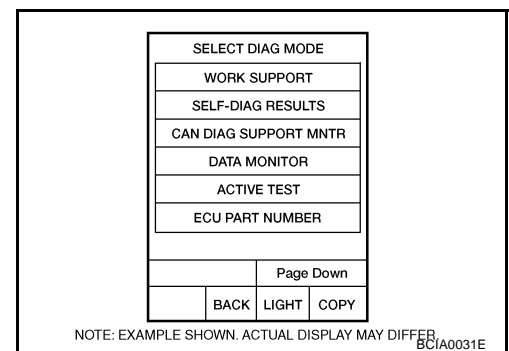 SELECT DIAG MODE
WORK SUPPORT
SELF-DIAG RESULTS
CAN DIAG SUPPORT MNTR
DATA MONITOR
ACTIVE TEST
ECU PART NUMBER
Page Down
BACK LIGHT COPY
NOTE: EXAMPLE SHOWN. ACTUAL DISPLAY MAY DIFFER
BCIA0031E